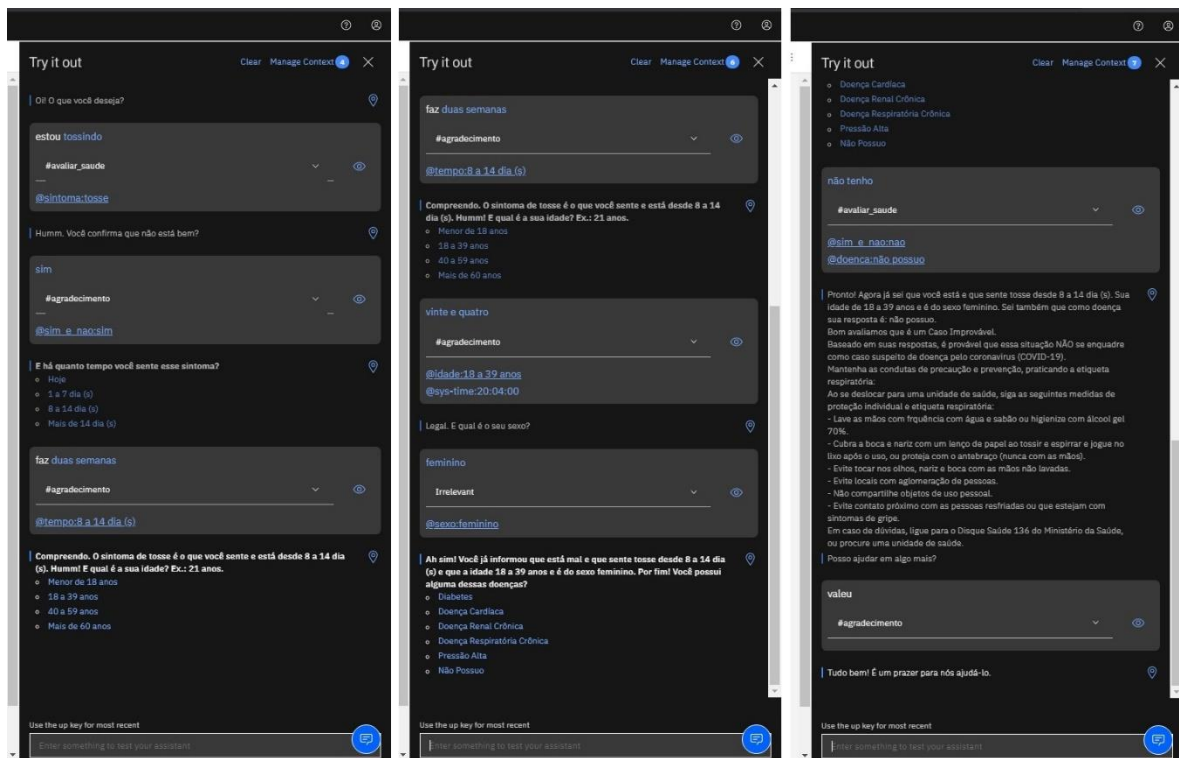 Try it out
Clear Manage Context 4
Oi! O que você deseja?
estou tossindo
#avaliar_saude
@sintoma:tosse
Humm. Você confirma que não está bem?
sim
#agradecimento
@sim_e_nao:sim
E há quanto tempo você sente esse sintoma?
Hoje
1 a 7 dia (s)
8 a 14 dia (s)
Mais de 14 dia (s)
faz duas semanas
#agradecimento
@tempo:8 a 14 dia (s)
Compreendo. O sintoma de tosse é o que você sente e está desde 8 a 14 dia
(s). Humm! E qual é a sua idade? Ex.: 21 anos.
Menor de 18 anos
18 a 39 anos
40 a 59 anos
Mais de 60 anos
Use the up key for most recent
Enter something to test your assistant
Try it out
Clear Manage Context 6
faz duas semanas
#agradecimento
@tempo:8 a 14 dia (s)
Compreendo. O sintoma de tosse é o que você sente e está desde 8 a 14
dia (s). Humm! E qual é a sua idade? Ex.: 21 anos.
Menor de 18 anos
18 a 39 anos
40 a 59 anos
Mais de 60 anos
vinte e quatro
#agradecimento
@idade:18 a 39 anos
@sys-time:20:04:00
Legal. E qual é o seu sexo?
feminino
Irrelevant
@sexo:feminino
Ah sim! Você já informou que está mal e que sente tosse desde 8 a 14 dia
(s) e que a idade 18 a 39 anos e é do sexo feminino. Por fim! Você possui
alguma dessas doenças?
Diabetes
Doença Cardíaca
Doença Renal Crônica
Doença Respiratória Crônica
Pressão Alta
Não Possuo
Use the up key for most recent
Enter something to test your assistant
Try it out
Clear Manage Context 7
Doença Cardíaca
Doença Renal Crônica
Doença Respiratória Crônica
Pressão Alta
Não Possuo
não tenho
#avaliar_saude
@sim_e_nao:nao
@doenca:não possuo
Pronto! Agora já sei que você está e que sente tosse desde 8 a 14 dia (s). Sua
idade de 18 a 39 anos e é do sexo feminino. Sei também que como doença
sua resposta é: não possuo.
Bom avaliamos que é um Caso Improvável.
Baseado em suas respostas, é provável que essa situação NÃO se enquadre
como caso suspeito de doença pelo coronavírus (COVID-19).
Mantenha as condutas de precaução e prevenção, praticando a etiqueta
respiratória:
Ao se deslocar para uma unidade de saúde, siga as seguintes medidas de
proteção individual e etiqueta respiratória:
- Lave as mãos com frquência com água e sabão ou higienize com álcool gel
70%.
- Cubra a boca e nariz com um lenço de papel ao tossir e espirrar e jogue no
lixo após o uso, ou proteja com o antebraço (nunca com as mãos).
- Evite tocar nos olhos, nariz e boca com as mãos não lavadas.
- Evite locais com aglomeração de pessoas.
- Não compartilhe objetos de uso pessoal.
- Evite contato próximo com as pessoas resfriadas ou que estejam com
sintomas de gripe.
Em caso de dúvidas, ligue para o Disque Saúde 136 do Ministério da Saúde,
ou procure uma unidade de saúde.
Posso ajudar em algo mais?
valeu
#agradecimento
Tudo bem! É um prazer para nós ajudá-lo.
Use the up key for most recent
Enter something to test your assistant